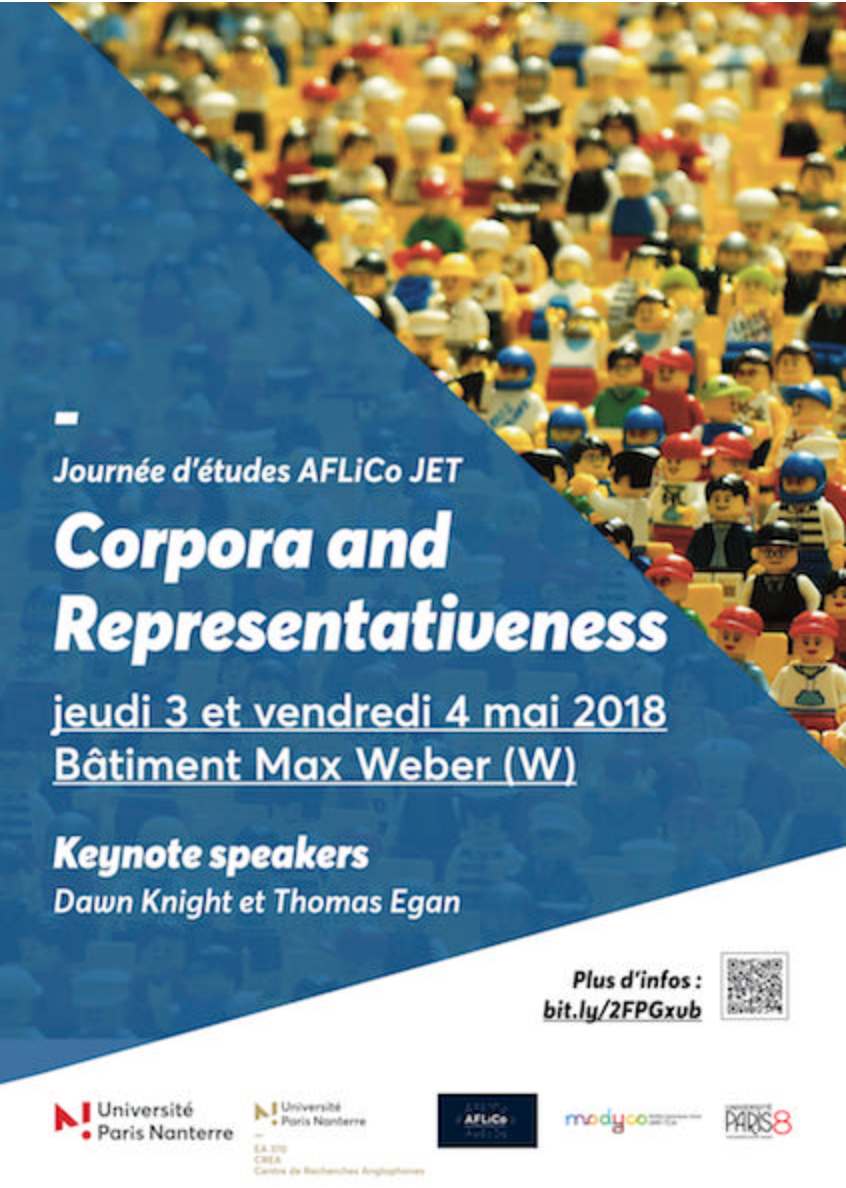 Journée d'études AFLiCo JET
Corpora and
Representativeness
jeudi 3 et vendredi 4 mai 2018
Bâtiment Max Weber (W)
Keynote speakers
Dawn Knight et Thomas Egan
Plus d'infos :
bit.ly/2FPGxub
Université
Paris Nanterre
Université
Paris Nanterre
EA 370
CREA
Centre de Recherches Anglophones
AFLiCo
modyco
UNIVERSITÉ
PARIS8